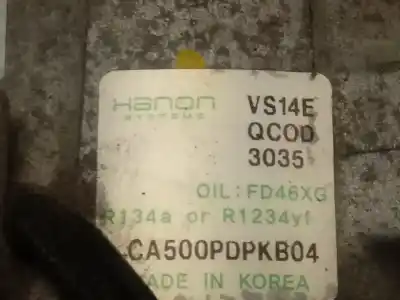 Hanon
SYSTEMS
VS14E
QCOD
3035
OIL: FD46XG
R134a or R1234yf
CA500PDPKB04
MADE IN KOREA